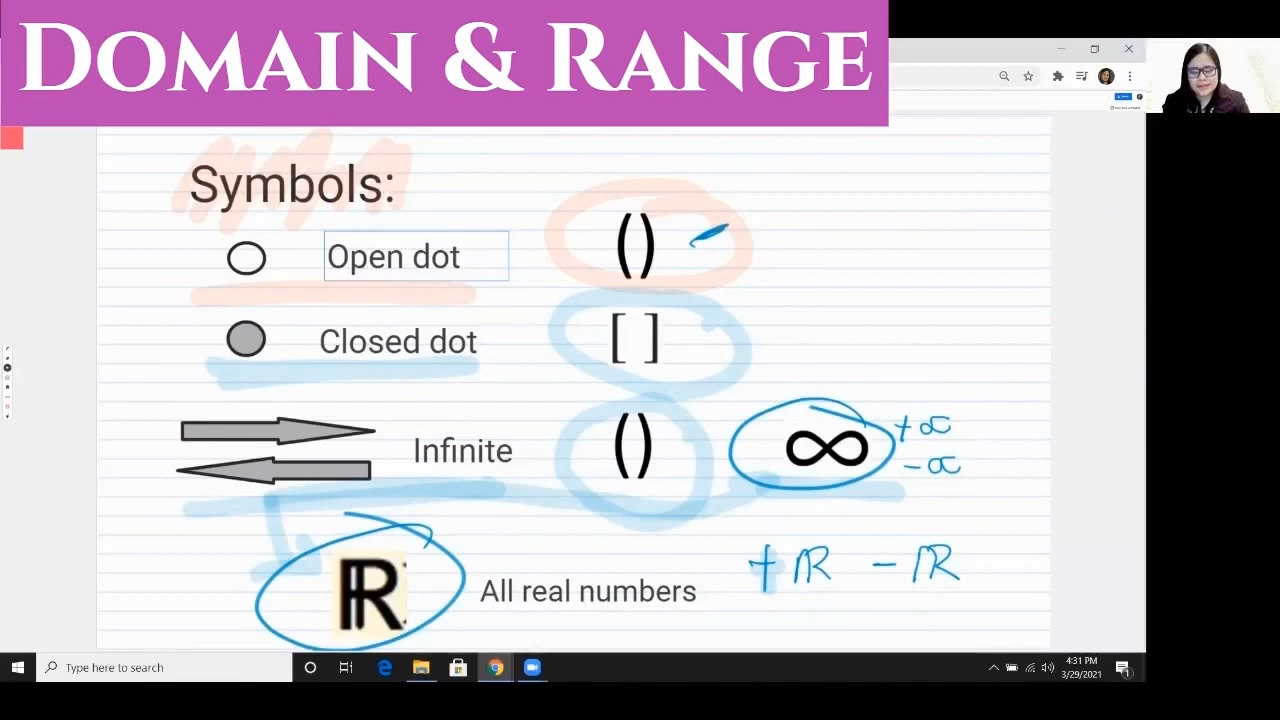 DOMAIN & RANGE
Symbols:
Open dot ( )
Closed dot [ ]
Infinite ( ) ∞ +∞
-∞
ℝ All real numbers +ℝ -ℝ
Type here to search
4:31 PM
3/29/2021